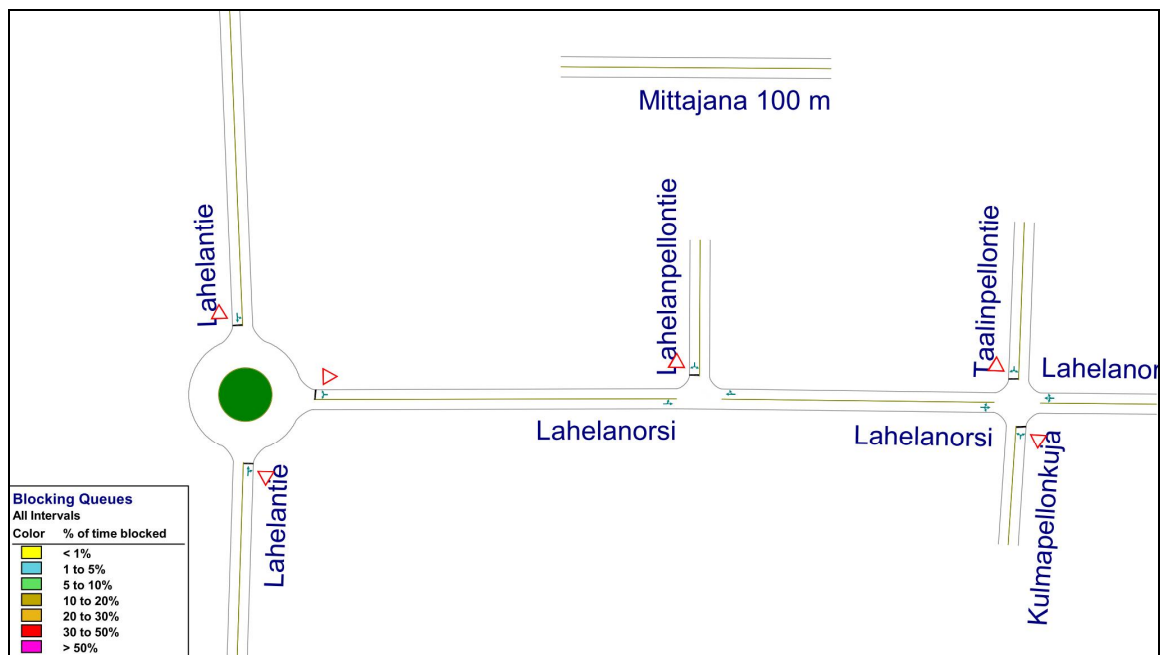 Mittajana 100 m
Lahelantie
Lahelanpellontie
Taalinpellontie
Lahelanor
Lahelanorsi
Lahelanorsi
Lahelantie
Kulmapellonkuja
Blocking Queues
All Intervals
Color % of time blocked
< 1%
1 to 5%
5 to 10%
10 to 20%
20 to 30%
30 to 50%
> 50%